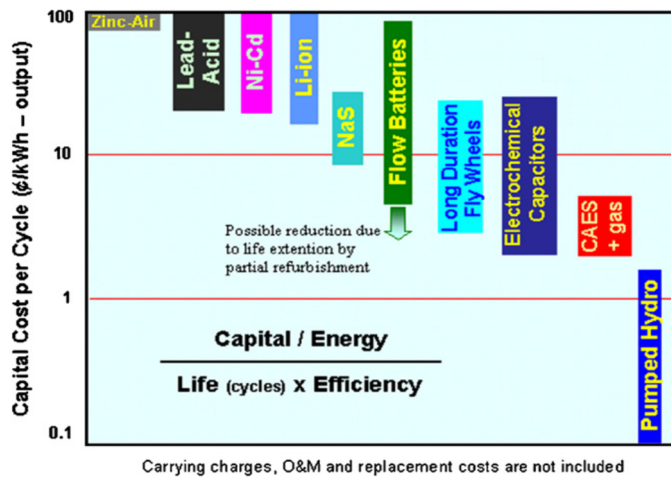 Capital Cost per Cycle (¢/kWh – output)
100
10
1
0.1
Zinc-Air
Lead-
Acid
Ni-Cd
Li-ion
NaS
Flow Batteries
Long Duration
Fly Wheels
Electrochemical
Capacitors
CAES
+ gas
Pumped Hydro
Possible reduction due
to life extention by
partial refurbishment
Capital / Energy
Life (cycles) x Efficiency
Carrying charges, O&M and replacement costs are not included